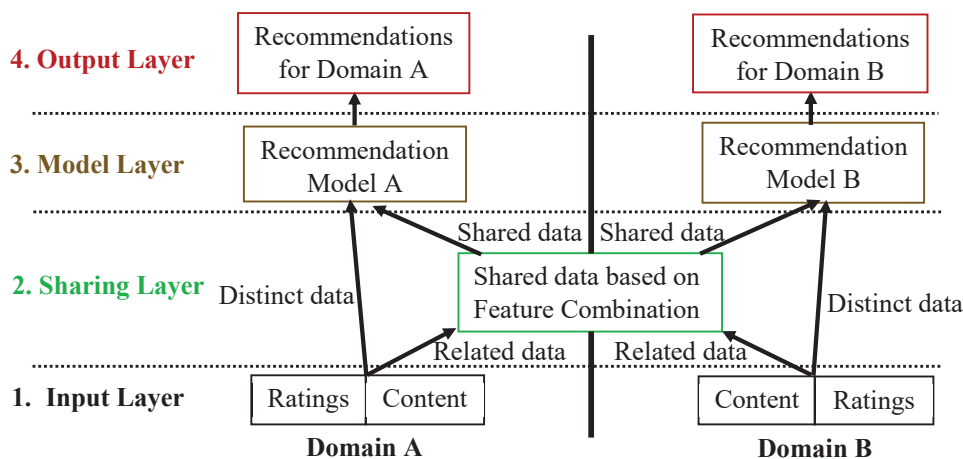 4. Output Layer
Recommendations
for Domain A
Recommendations
for Domain B
3. Model Layer
Recommendation
Model A
Recommendation
Model B
Shared data
Shared data
2. Sharing Layer
Shared data based on
Feature Combination
Distinct data
Distinct data
Related data
Related data
1. Input Layer
Ratings
Content
Content
Ratings
Domain A
Domain B